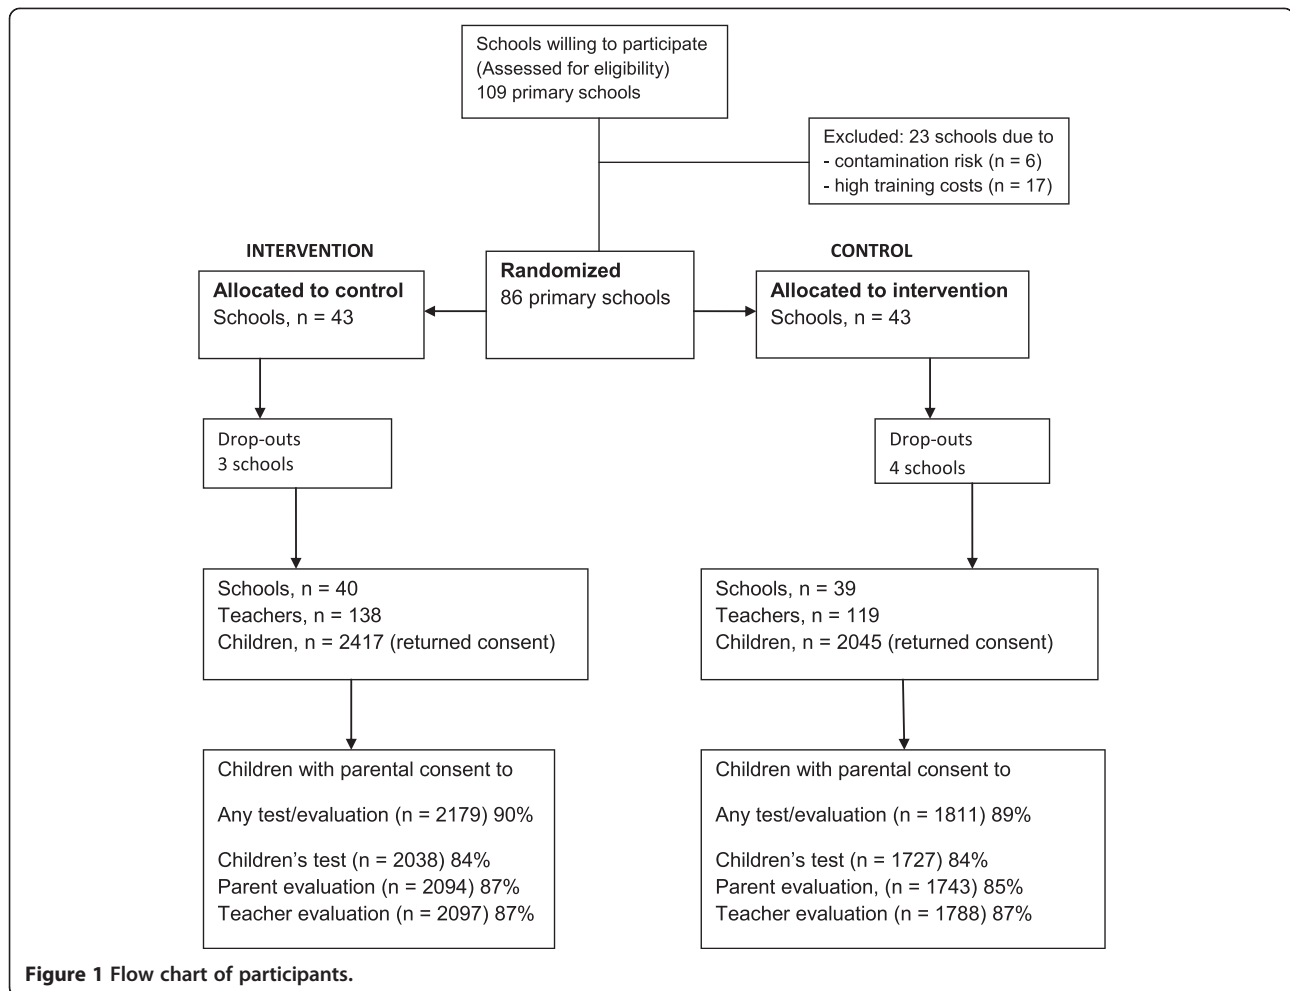 Schools willing to participate
(Assessed for eligibility)
109 primary schools
Excluded: 23 schools due to
- contamination risk (n = 6)
- high training costs (n = 17)
INTERVENTION
CONTROL
Randomized
86 primary schools
Allocated to control
Schools, n = 43
Allocated to intervention
Schools, n = 43
Drop-outs
3 schools
Drop-outs
4 schools
Schools, n = 40
Teachers, n = 138
Children, n = 2417 (returned consent)
Schools, n = 39
Teachers, n = 119
Children, n = 2045 (returned consent)
Children with parental consent to
Any test/evaluation (n = 2179) 90%
Children’s test (n = 2038) 84%
Parent evaluation (n = 2094) 87%
Teacher evaluation (n = 2097) 87%
Children with parental consent to
Any test/evaluation (n = 1811) 89%
Children’s test (n = 1727) 84%
Parent evaluation, (n = 1743) 85%
Teacher evaluation (n = 1788) 87%
Figure 1 Flow chart of participants.